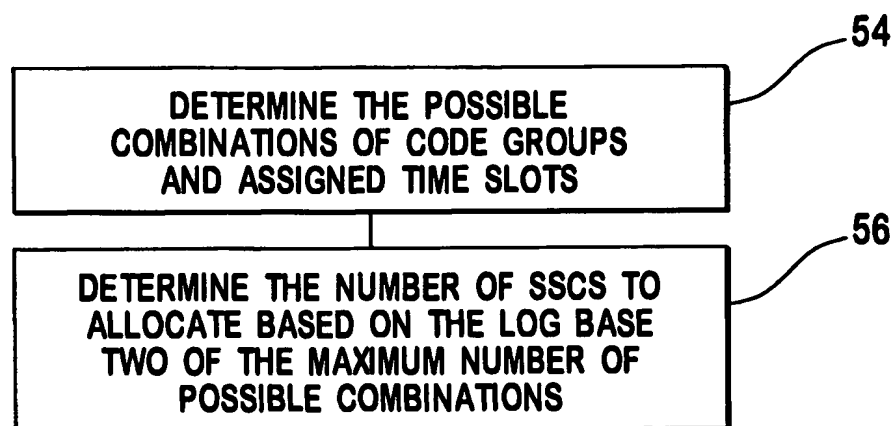 54
DETERMINE THE POSSIBLE
COMBINATIONS OF CODE GROUPS
AND ASSIGNED TIME SLOTS
56
DETERMINE THE NUMBER OF SSCS TO
ALLOCATE BASED ON THE LOG BASE
TWO OF THE MAXIMUM NUMBER OF
POSSIBLE COMBINATIONS